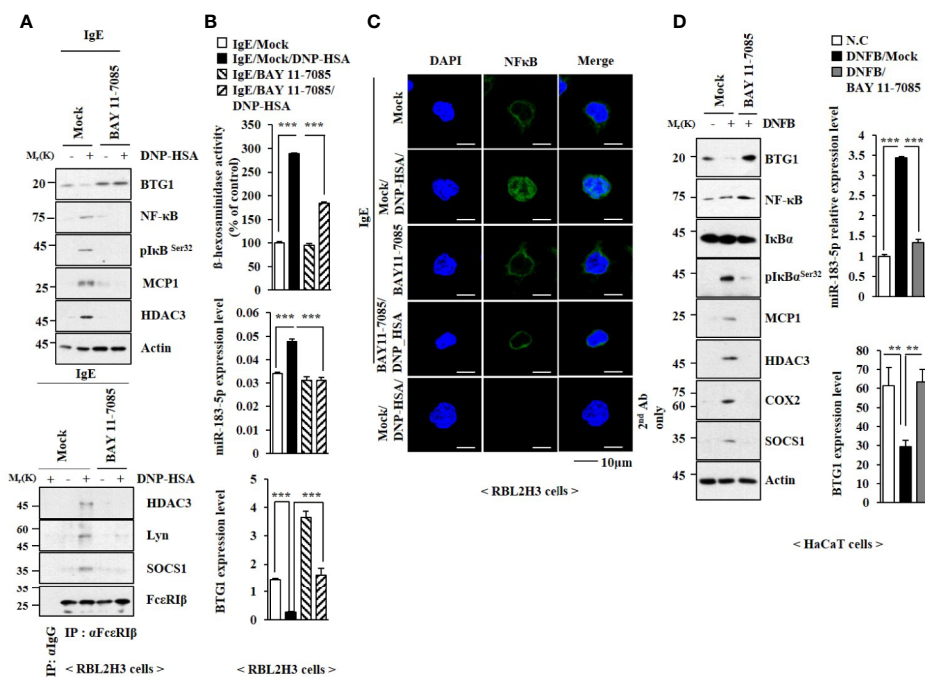 A
IgE
Mock
BAY 11-7085
Mr(K)
- + - +
DNP-HSA
20
BTG1
75
NF-κB
45
pIκB Ser32
25
MCP1
45
HDAC3
45
Actin
IgE
Mock
BAY 11-7085
Mr(K)
+ - + - +
DNP-HSA
45
HDAC3
60
45
Lyn
45
SOCS1
35
25
FcεRIβ
IP: αIgG
IP : αFcεRIβ
< RBL2H3 cells >
B
IgE/Mock
IgE/Mock/DNP-HSA
IgE/BAY 11-7085
IgE/BAY 11-7085/
DNP-HSA
ß-hexosaminidase activity
(% of control)
350
300
250
200
150
100
50
0
*** ***
miR-183-5p expression level
0.06
0.05
0.04
0.03
0.02
0.01
0
*** ***
BTG1 expression level
5
4
3
2
1
0
*** ***
< RBL2H3 cells >
C
DAPI
NFκB
Merge
IgE
Mock
Mock/
DNP-HSA/
BAY11-7085
BAY11-7085/
DNP_HSA
Mock/
DNP-HSA/
2nd Ab
only
10µm
< RBL2H3 cells >
D
Mock
BAY 11-7085
Mr(K)
- + +
DNFB
20
BTG1
75
NF-κB
45
IκBα
45
pIκBαSer32
25
MCP1
45
HDAC3
75
60
COX2
35
SOCS1
45
Actin
N.C
DNFB/Mock
DNFB/
BAY 11-7085
miR-183-5p relative expression level
4
3.5
3
2.5
2
1.5
1
0.5
0
*** ***
BTG1 expression level
80
70
60
50
40
30
20
10
0
** **
< HaCaT cells >